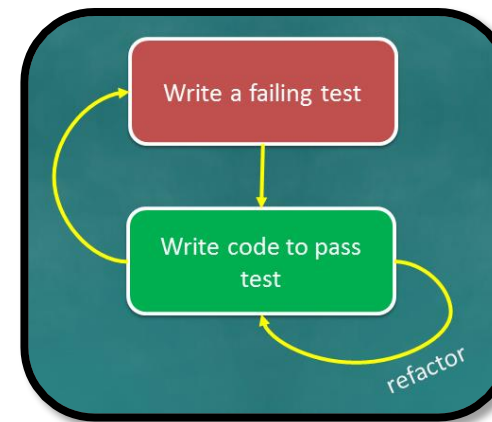 Write a failing test
Write code to pass
test
refactor